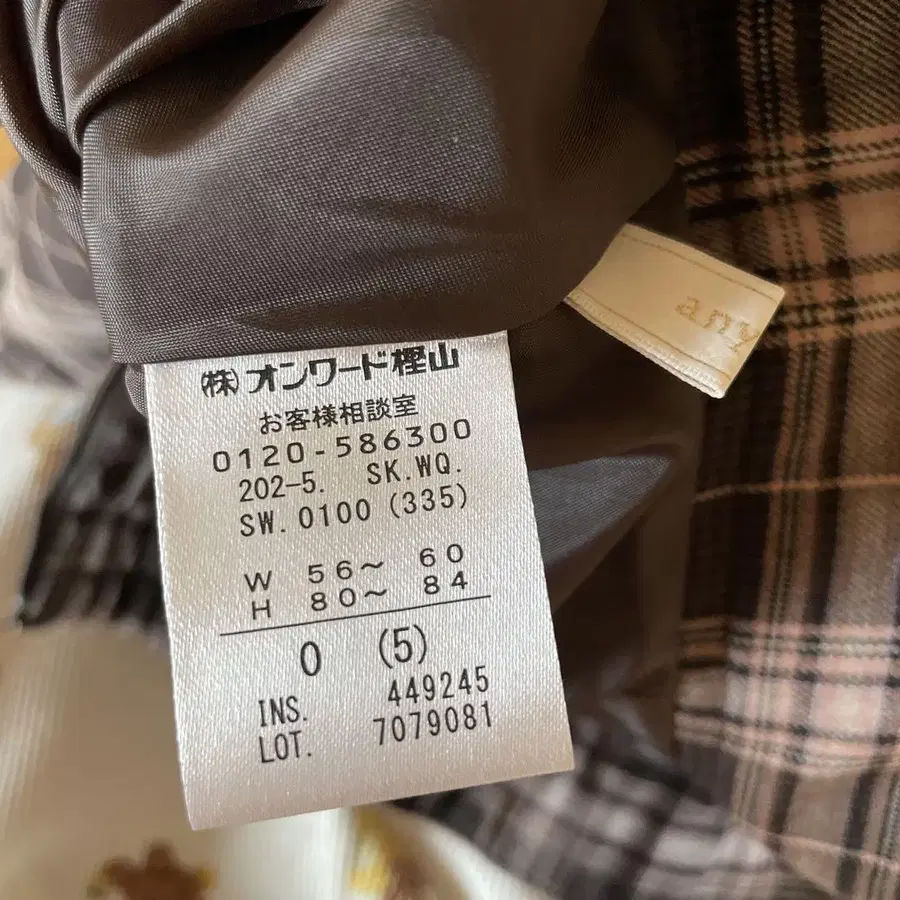 ㈱オンワード樫山
お客様相談室
0120-586300
202-5. SK.WQ.
SW.0100 (335)
W 56～ 60
H 80～ 84
0 (5)
INS. 449245
LOT. 7079081
any